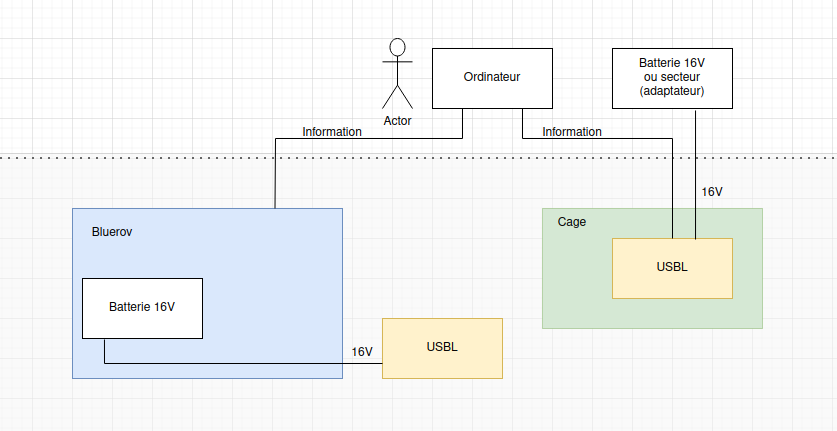 Ordinateur
Batterie 16V
ou secteur
(adaptateur)
Actor
Information
Information
16V
Bluerov
Cage
USBL
Batterie 16V
16V
USBL